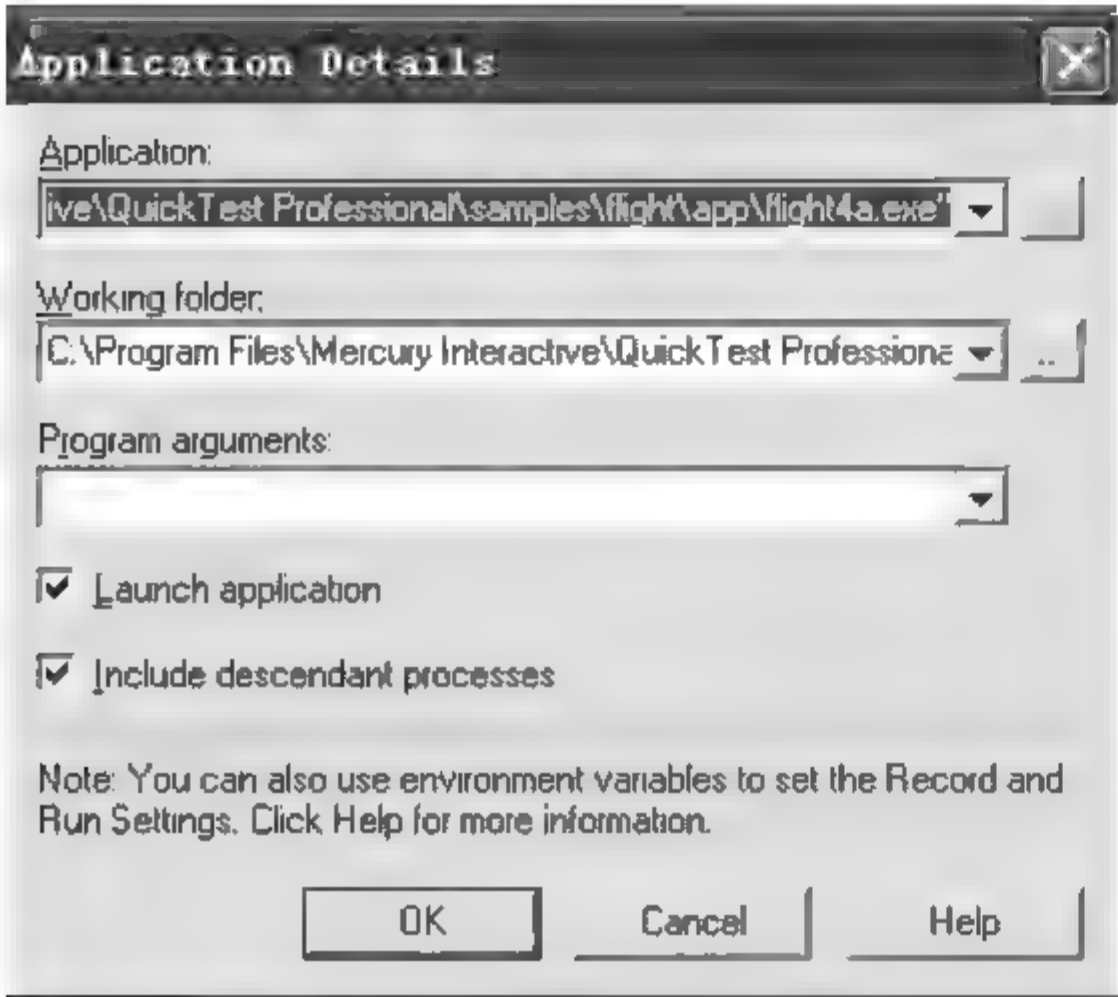 Application Details
Application:
ive\QuickTest Professional\samples\flight\app\flight4a.exe"
Working folder:
C:\Program Files\Mercury Interactive\QuickTest Professiona
..
Program arguments:
Launch application
Include descendant processes
Note: You can also use environment variables to set the Record and
Run Settings. Click Help for more information.
OK Cancel Help